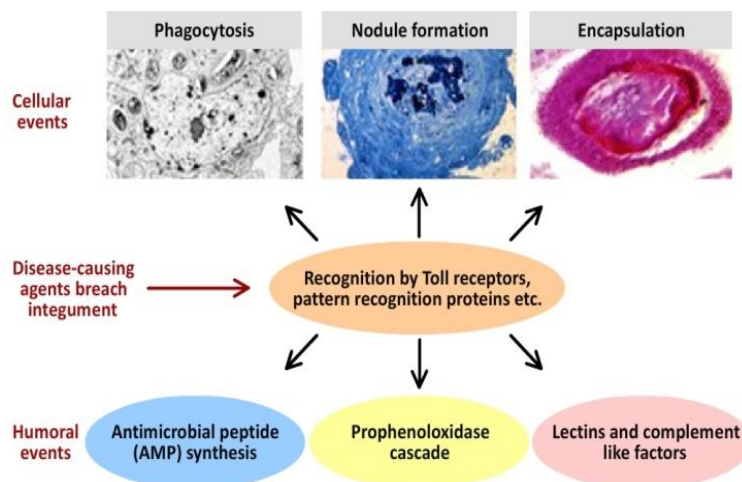 Phagocytosis
Nodule formation
Encapsulation
Cellular
events
Disease-causing
agents breach
integument
Recognition by Toll receptors,
pattern recognition proteins etc.
Humoral
events
Antimicrobial peptide
(AMP) synthesis
Prophenoloxidase
cascade
Lectins and complement
like factors